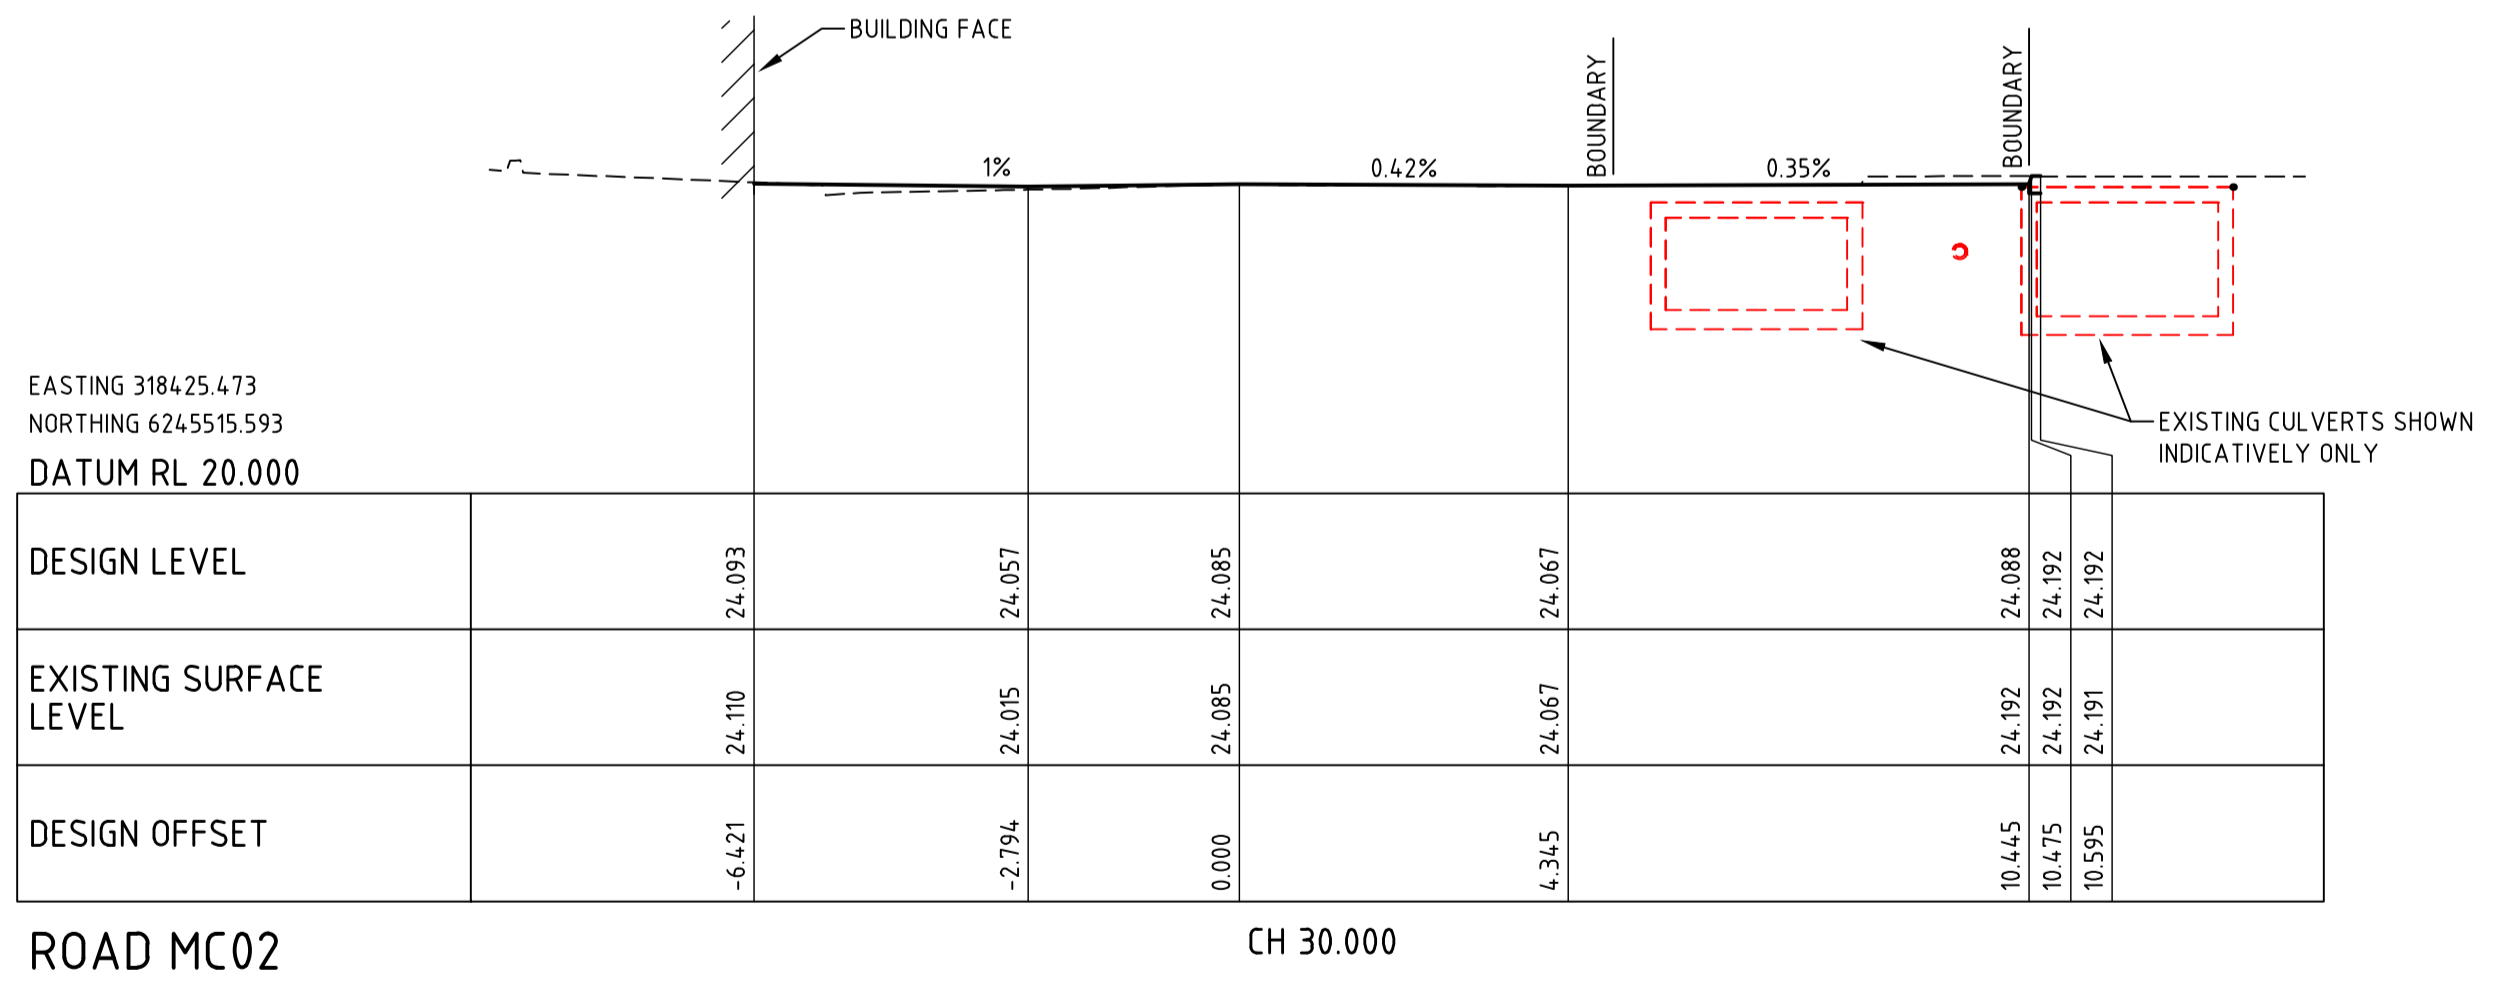 BUILDING FACE
BOUNDARY
BOUNDARY
1%
0.42%
0.35%
EASTING 318425.473
NORTHING 6245515.593
DATUM RL 20.000
EXISTING CULVERTS SHOWN
INDICATIVELY ONLY
DESIGN LEVEL
24.093
24.057
24.085
24.067
24.088
24.192
24.192
EXISTING SURFACE
LEVEL
24.110
24.015
24.085
24.067
24.192
24.192
24.191
DESIGN OFFSET
-6.421
-2.794
0.000
4.345
10.445
10.475
10.595
ROAD MC02
CH 30.000